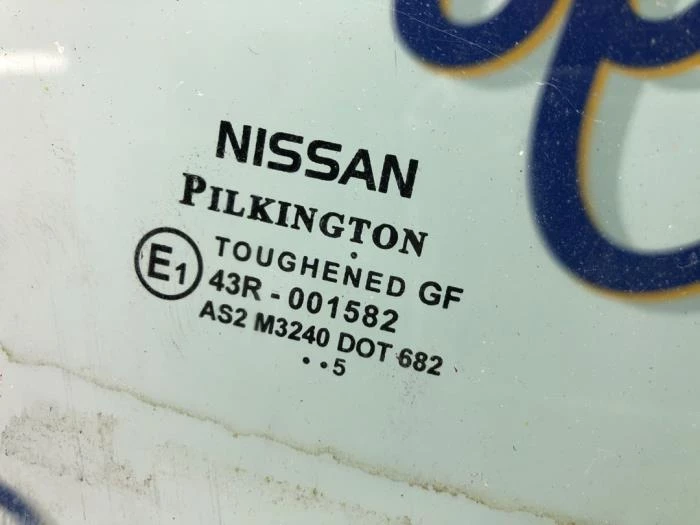 NISSAN
PILKINGTON
E1 TOUGHENED GF
43R - 001582
AS2 M3240 DOT 682
• • 5